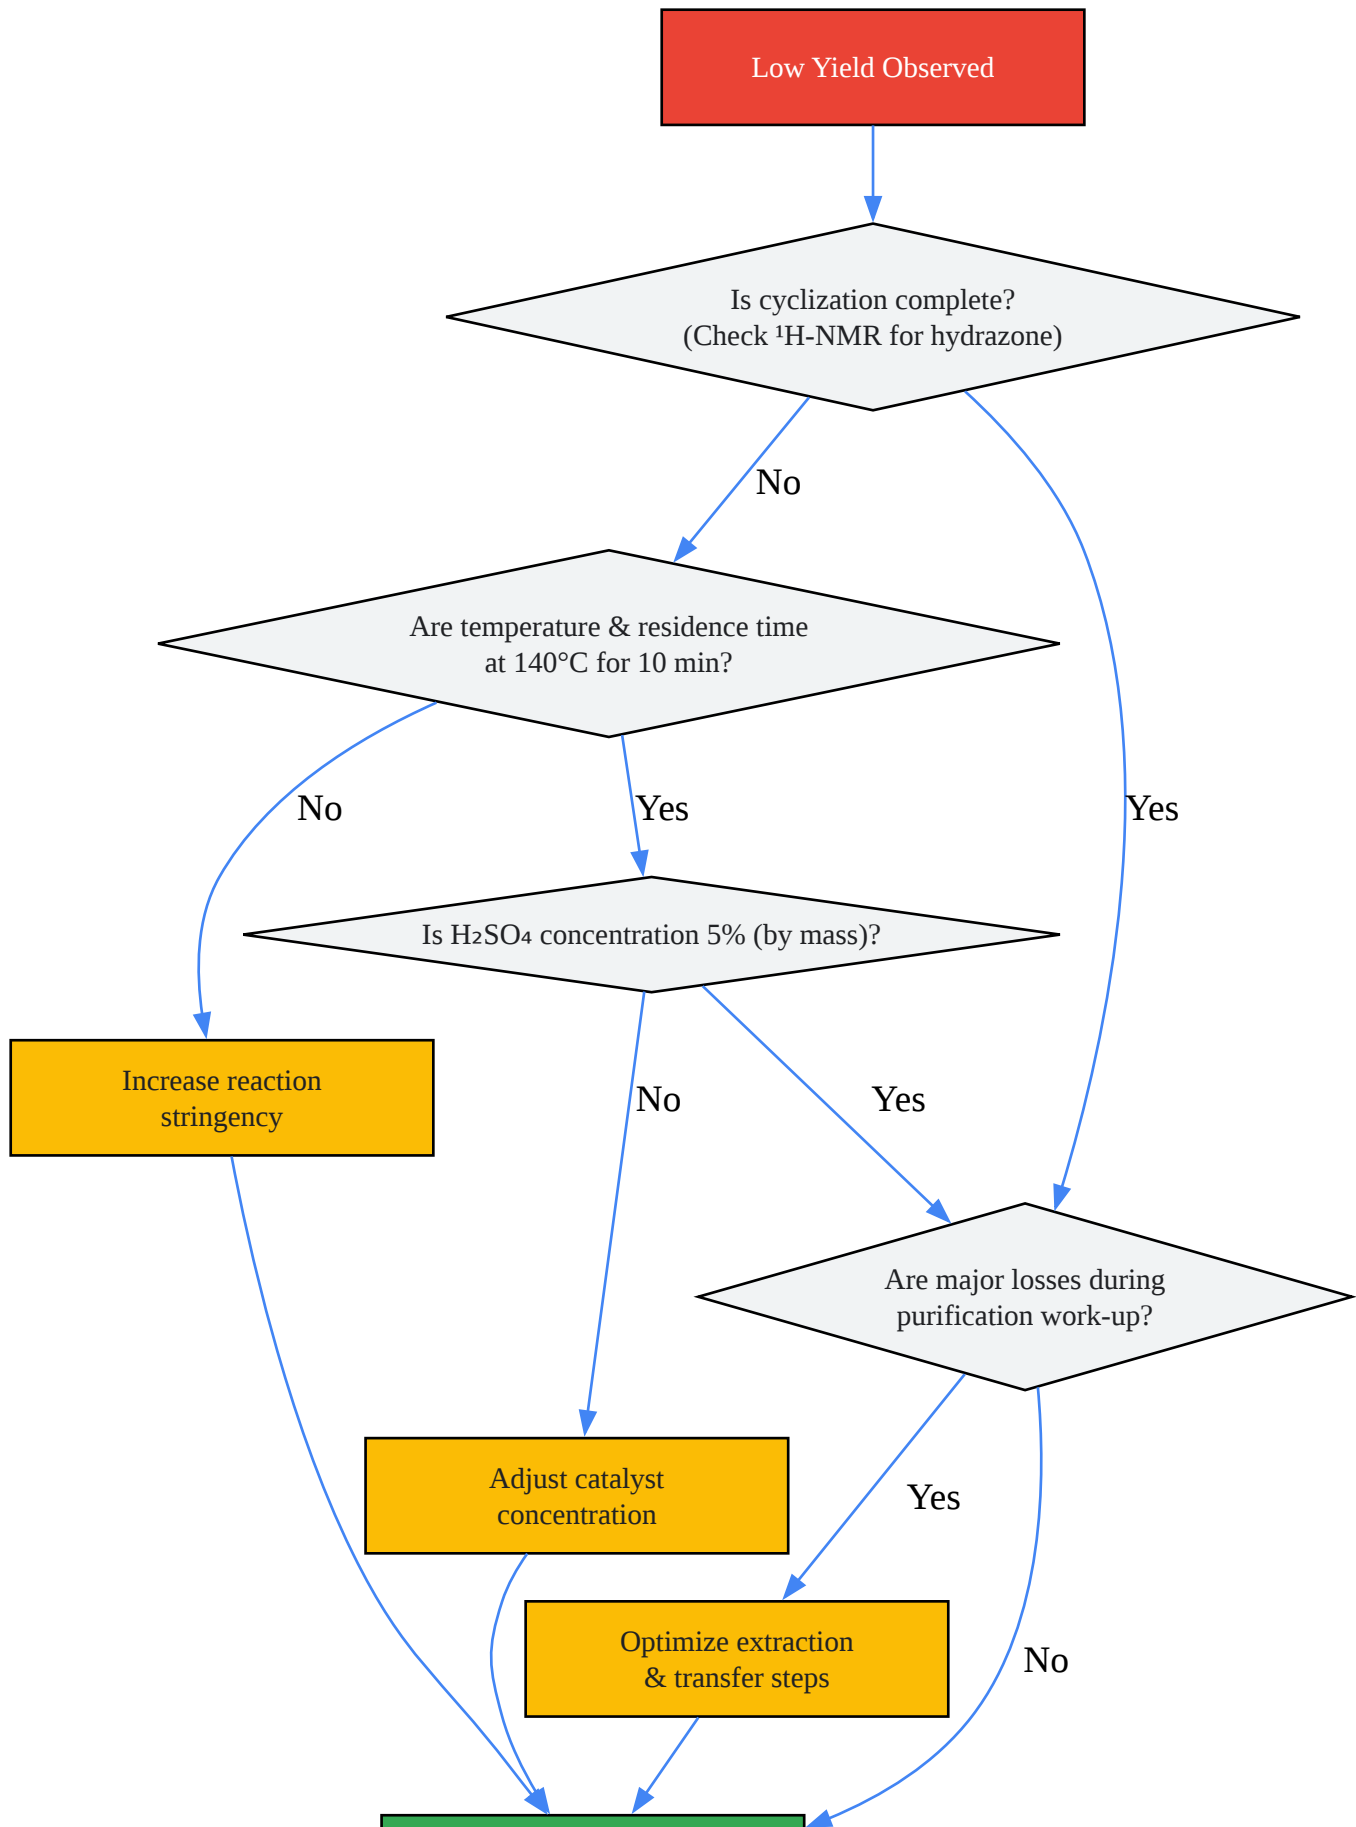 Low Yield Observed
Is cyclization complete?
(Check ¹H-NMR for hydrazone)
No
Are temperature & residence time
at 140°C for 10 min?
No
Yes
Yes
Is H₂SO₄ concentration 5% (by mass)?
Increase reaction
stringency
No
Yes
Are major losses during
purification work-up?
Adjust catalyst
concentration
Yes
Optimize extraction
& transfer steps
No